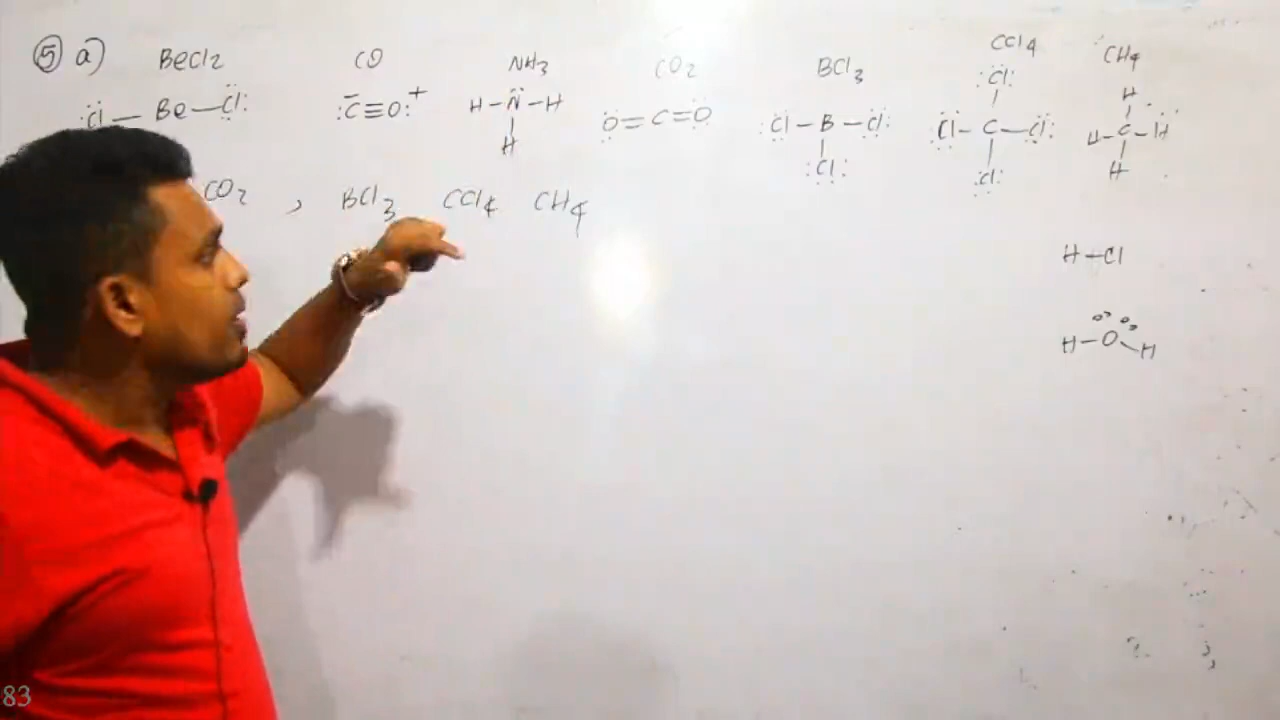 ⑤ a) BeCl₂ CO NH₃ CO₂ BCl₃ CCl₄ CH₄
:Cl — Be — Cl:
:C̄≡O:⁺
H–N–H
H
O=C=O
:Cl – B – Cl:
:Cl:
:Cl:
:Cl – C – Cl:
:Cl:
H
H–C–H
H
CO₂ , BCl₃ CCl₄ CH₄
H–Cl
H–O–H
83